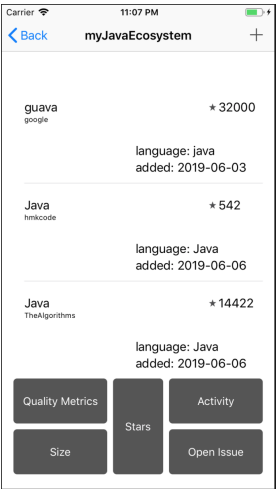 Carrier 11:07 PM
Back myJavaEcosystem +
guava ★ 32000
google
language: java
added: 2019-06-03
Java ★ 542
hmkcode
language: Java
added: 2019-06-06
Java ★ 14422
TheAlgorithms
language: Java
added: 2019-06-06
Quality Metrics
Stars
Activity
Size
Open Issue